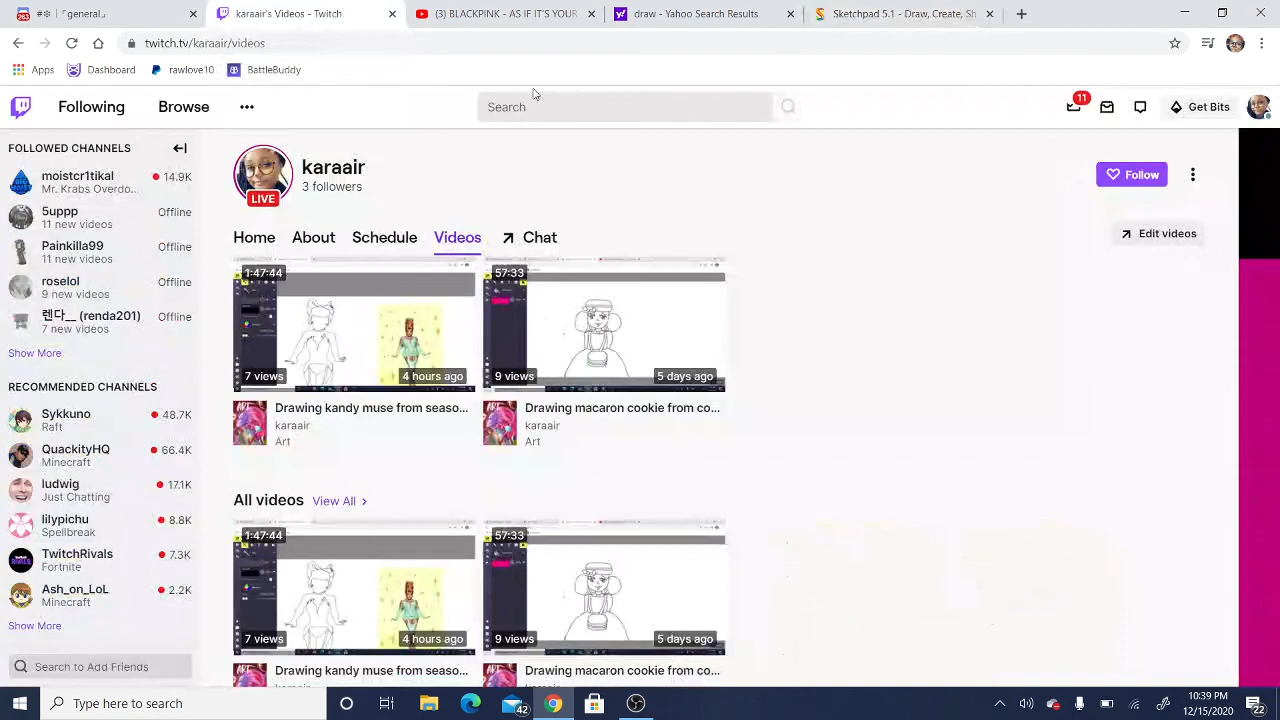 263
#✻ | general
karaair's Videos - Twitch
(3) BLACKPINK - AS IF IT'S YOUR
draw - Yahoo Search Results
Sketchpad 5.1 - Draw, Create, Sh
twitch.tv/karaair/videos
Apps
Dashboard
rawlove10
BattleBuddy
Following
Browse
Search
11
Get Bits
FOLLOWED CHANNELS
moistcr1tikal
14.9K
Mr. Krabs Overdo...
5uppp
Offline
11 new videos
Painkilla99
Offline
11 new videos
roselol
Offline
9 new videos
렌다__ (renda201)
Offline
7 new videos
Show More
RECOMMENDED CHANNELS
Sykkuno
48.7K
Raft
QuackityHQ
66.4K
Minecraft
ludwig
17.1K
Just Chatting
lilypichu
8.8K
TwitchRivals
7.3K
Fortnite
Ash_on_LoL
Minecraft
Show More
Search to Add Friends
karaair
3 followers
LIVE
Follow
Home
About
Schedule
Videos
Chat
Edit videos
1:47:44
7 views
4 hours ago
Drawing kandy muse from seaso...
karaair
Art
57:33
9 views
5 days ago
Drawing macaron cookie from co...
karaair
Art
All videos
View All
1:47:44
7 views
4 hours ago
Drawing kandy muse from seaso...
57:33
9 views
5 days ago
Drawing macaron cookie from co...
Type here to search
42
10:39 PM
12/15/2020
22